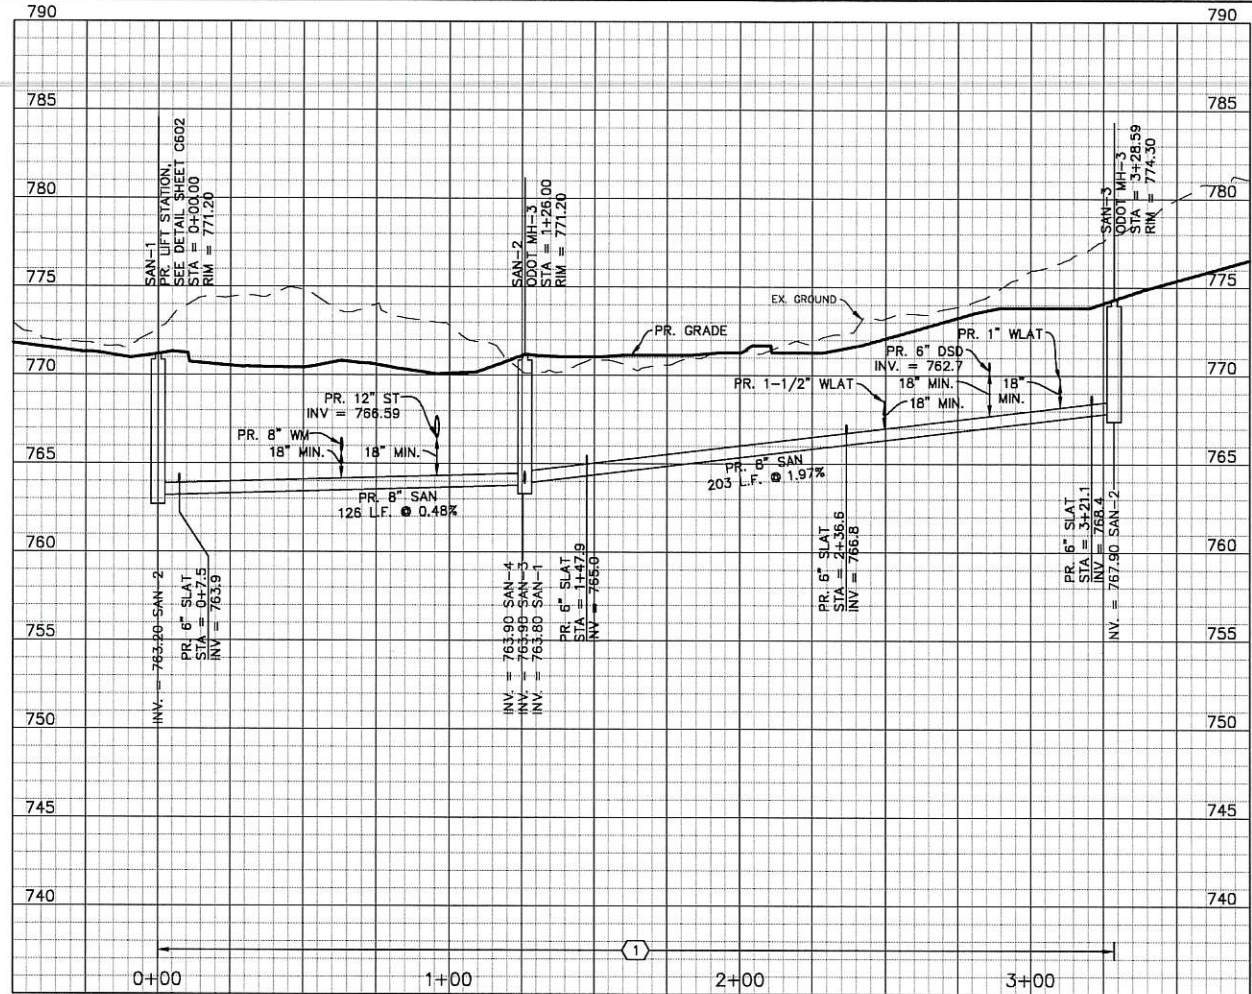 790
790
785
785
780
780
775
775
770
770
765
765
760
760
755
755
750
750
745
745
740
740
SAN-1
PR. LIFT STATION,
SEE DETAIL SHEET C602
STA = 0+00.00
RIM = 771.20
SAN-2
ODOT MH-3
STA = 1+26.00
RIM = 771.20
SAN-3
ODOT MH-3
STA = 3+28.59
RIM = 774.30
EX. GROUND
PR. GRADE
PR. 1" WLAT
PR. 6" DSD
INV. = 762.7
18" MIN.
18"
MIN.
PR. 1-1/2" WLAT
18" MIN.
PR. 12" ST
INV = 766.59
PR. 8" WM
18" MIN.
18" MIN.
PR. 8" SAN
126 L.F. @ 0.48%
PR. 8" SAN
203 L.F. @ 1.97%
INV. = 763.20 SAN-2
PR. 6" SLAT
STA = 0+7.5
INV = 763.9
INV. = 763.90 SAN-4
INV. = 763.90 SAN-3
INV. = 763.80 SAN-1
PR. 6" SLAT
STA = 1+47.9
INV = 765.0
PR. 6" SLAT
STA = 2+36.6
INV = 766.8
PR. 6" SLAT
STA = 3+21.1
INV = 768.4
INV. = 767.90 SAN-2
1
0+00
1+00
2+00
3+00